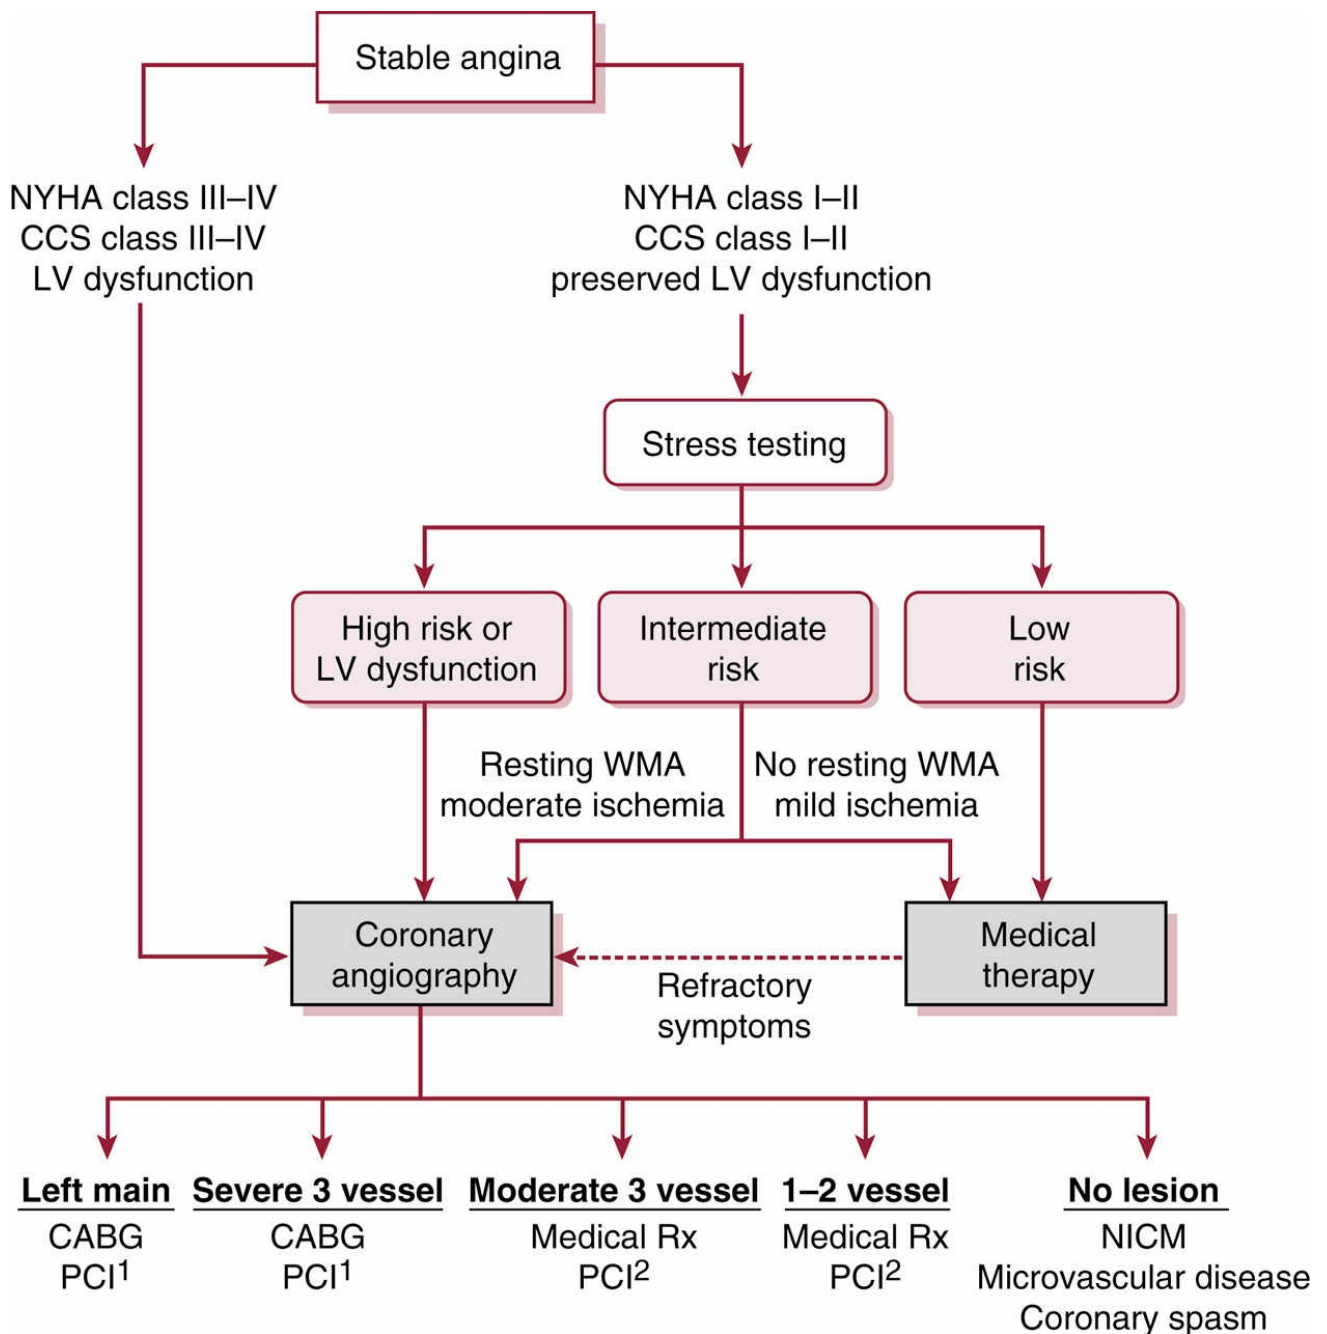 Stable angina
NYHA class III–IV
CCS class III–IV
LV dysfunction
NYHA class I–II
CCS class I–II
preserved LV dysfunction
Stress testing
High risk or
LV dysfunction
Intermediate
risk
Low
risk
Resting WMA
moderate ischemia
No resting WMA
mild ischemia
Coronary
angiography
Refractory
symptoms
Medical
therapy
Left main
CABG
PCI1
Severe 3 vessel
CABG
PCI1
Moderate 3 vessel
Medical Rx
PCI2
1–2 vessel
Medical Rx
PCI2
No lesion
NICM
Microvascular disease
Coronary spasm